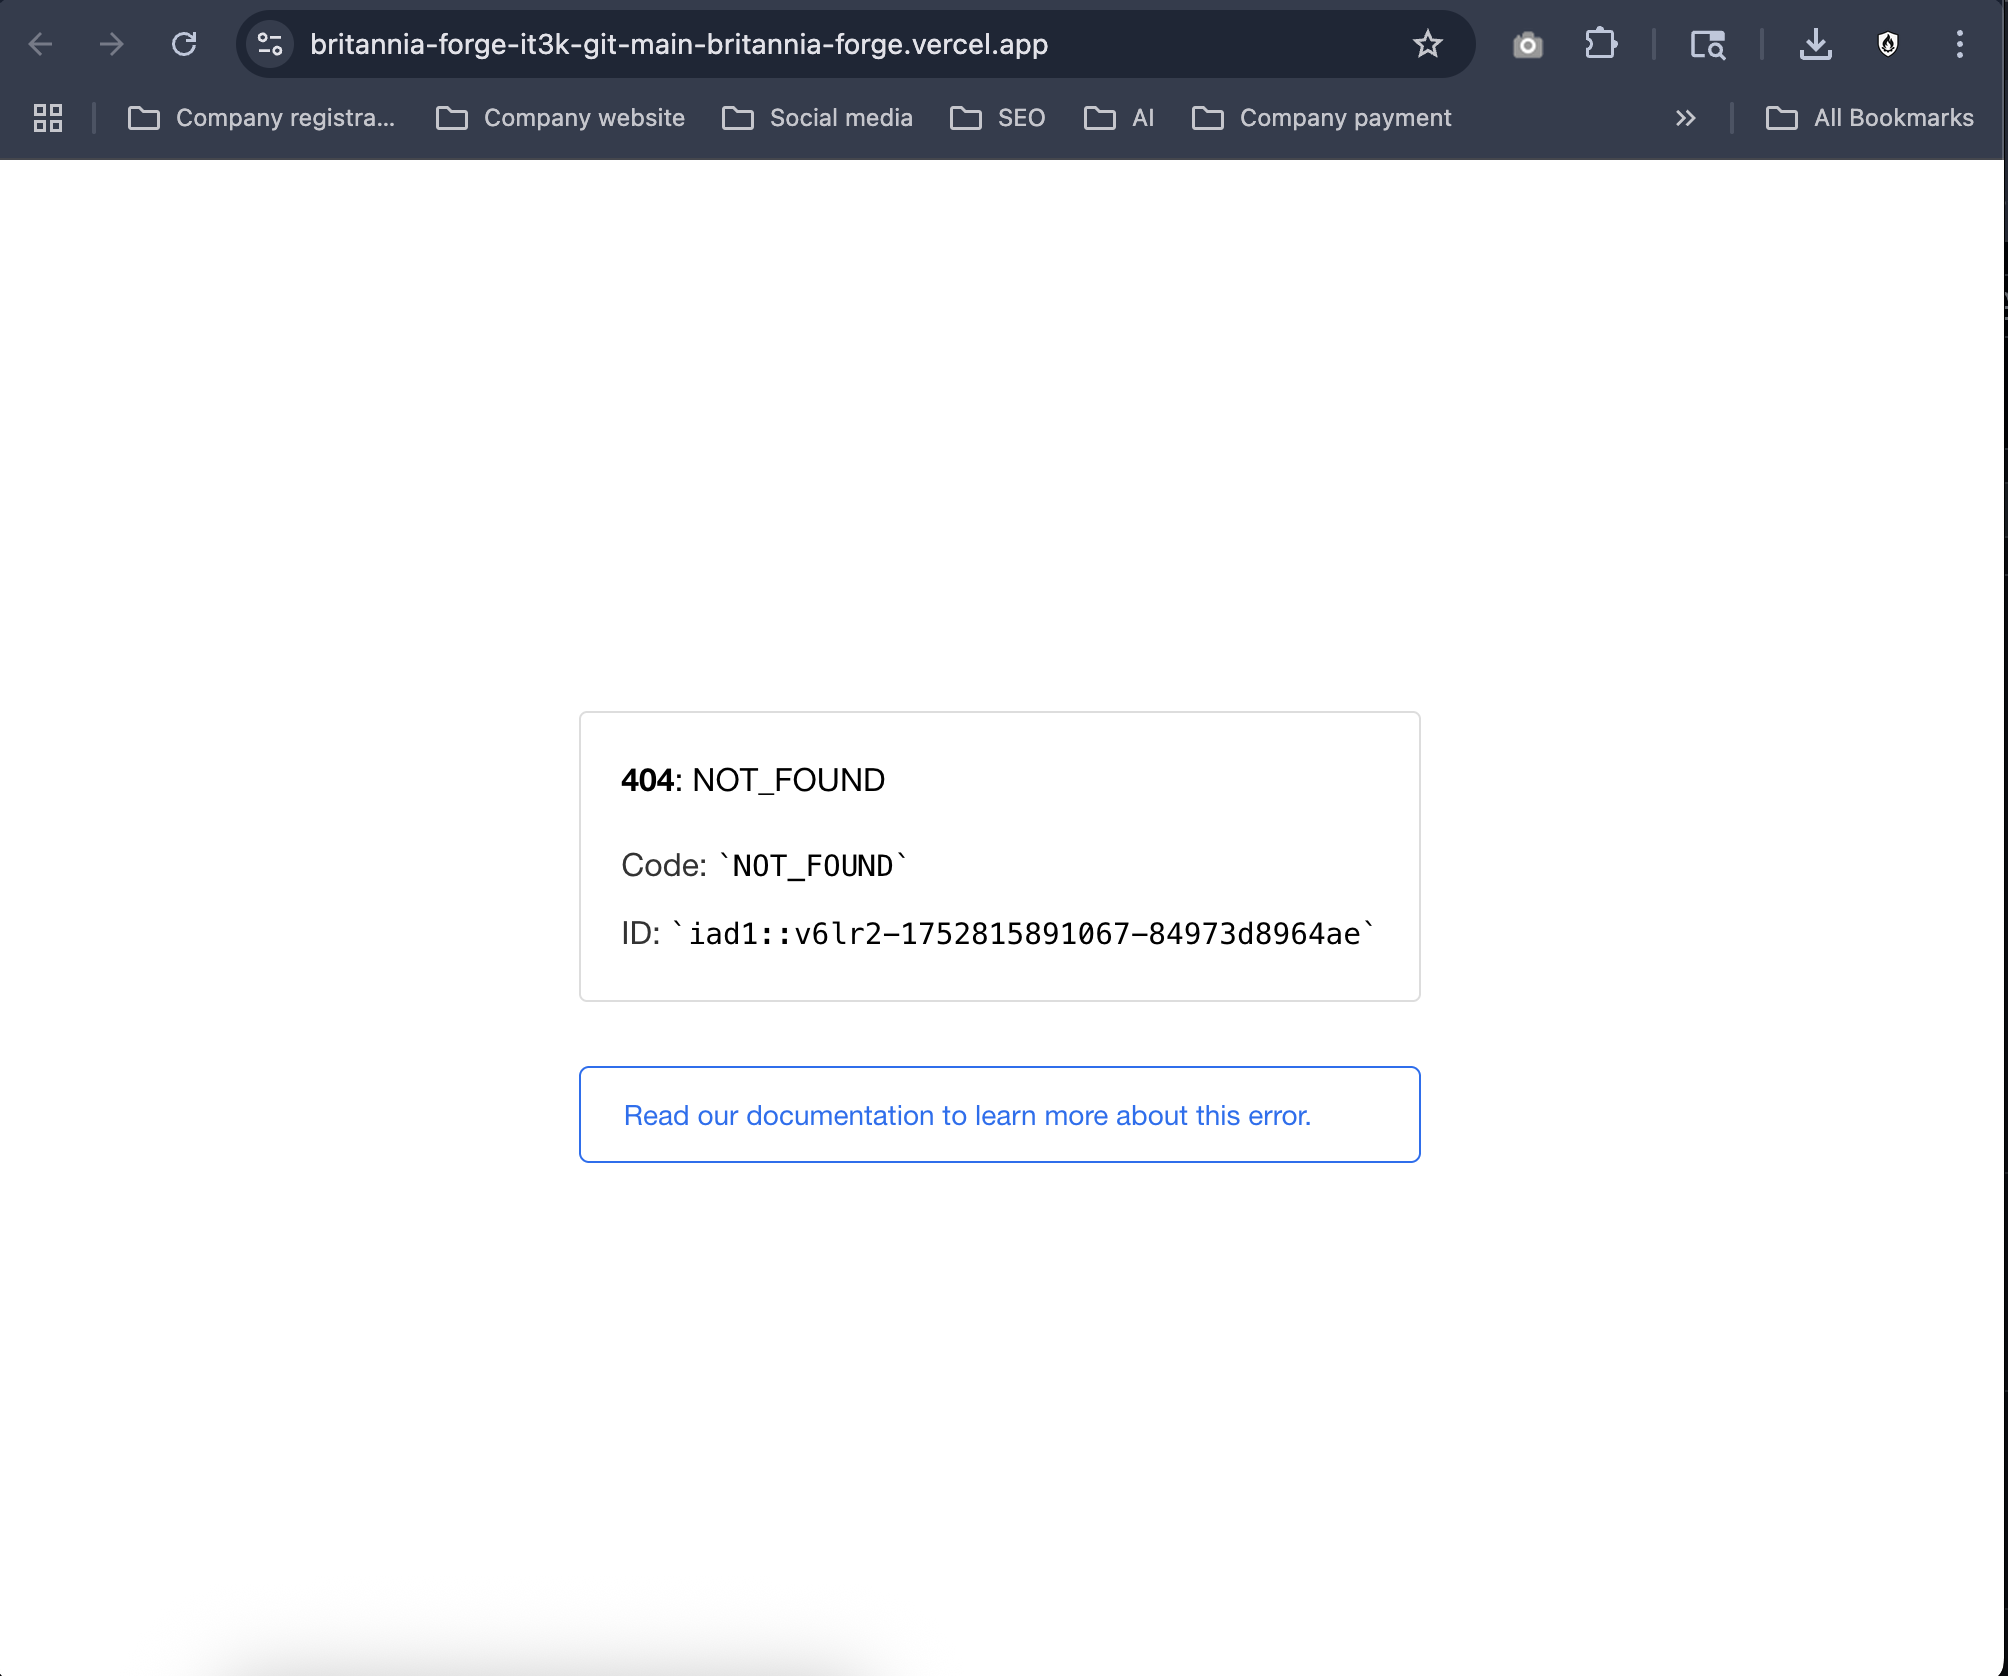 britannia-forge-it3k-git-main-britannia-forge.vercel.app
Company registra... Company website Social media SEO AI Company payment All Bookmarks
404: NOT_FOUND
Code: `NOT_FOUND`
ID: `iad1::v6lr2-1752815891067-84973d8964ae`
Read our documentation to learn more about this error.